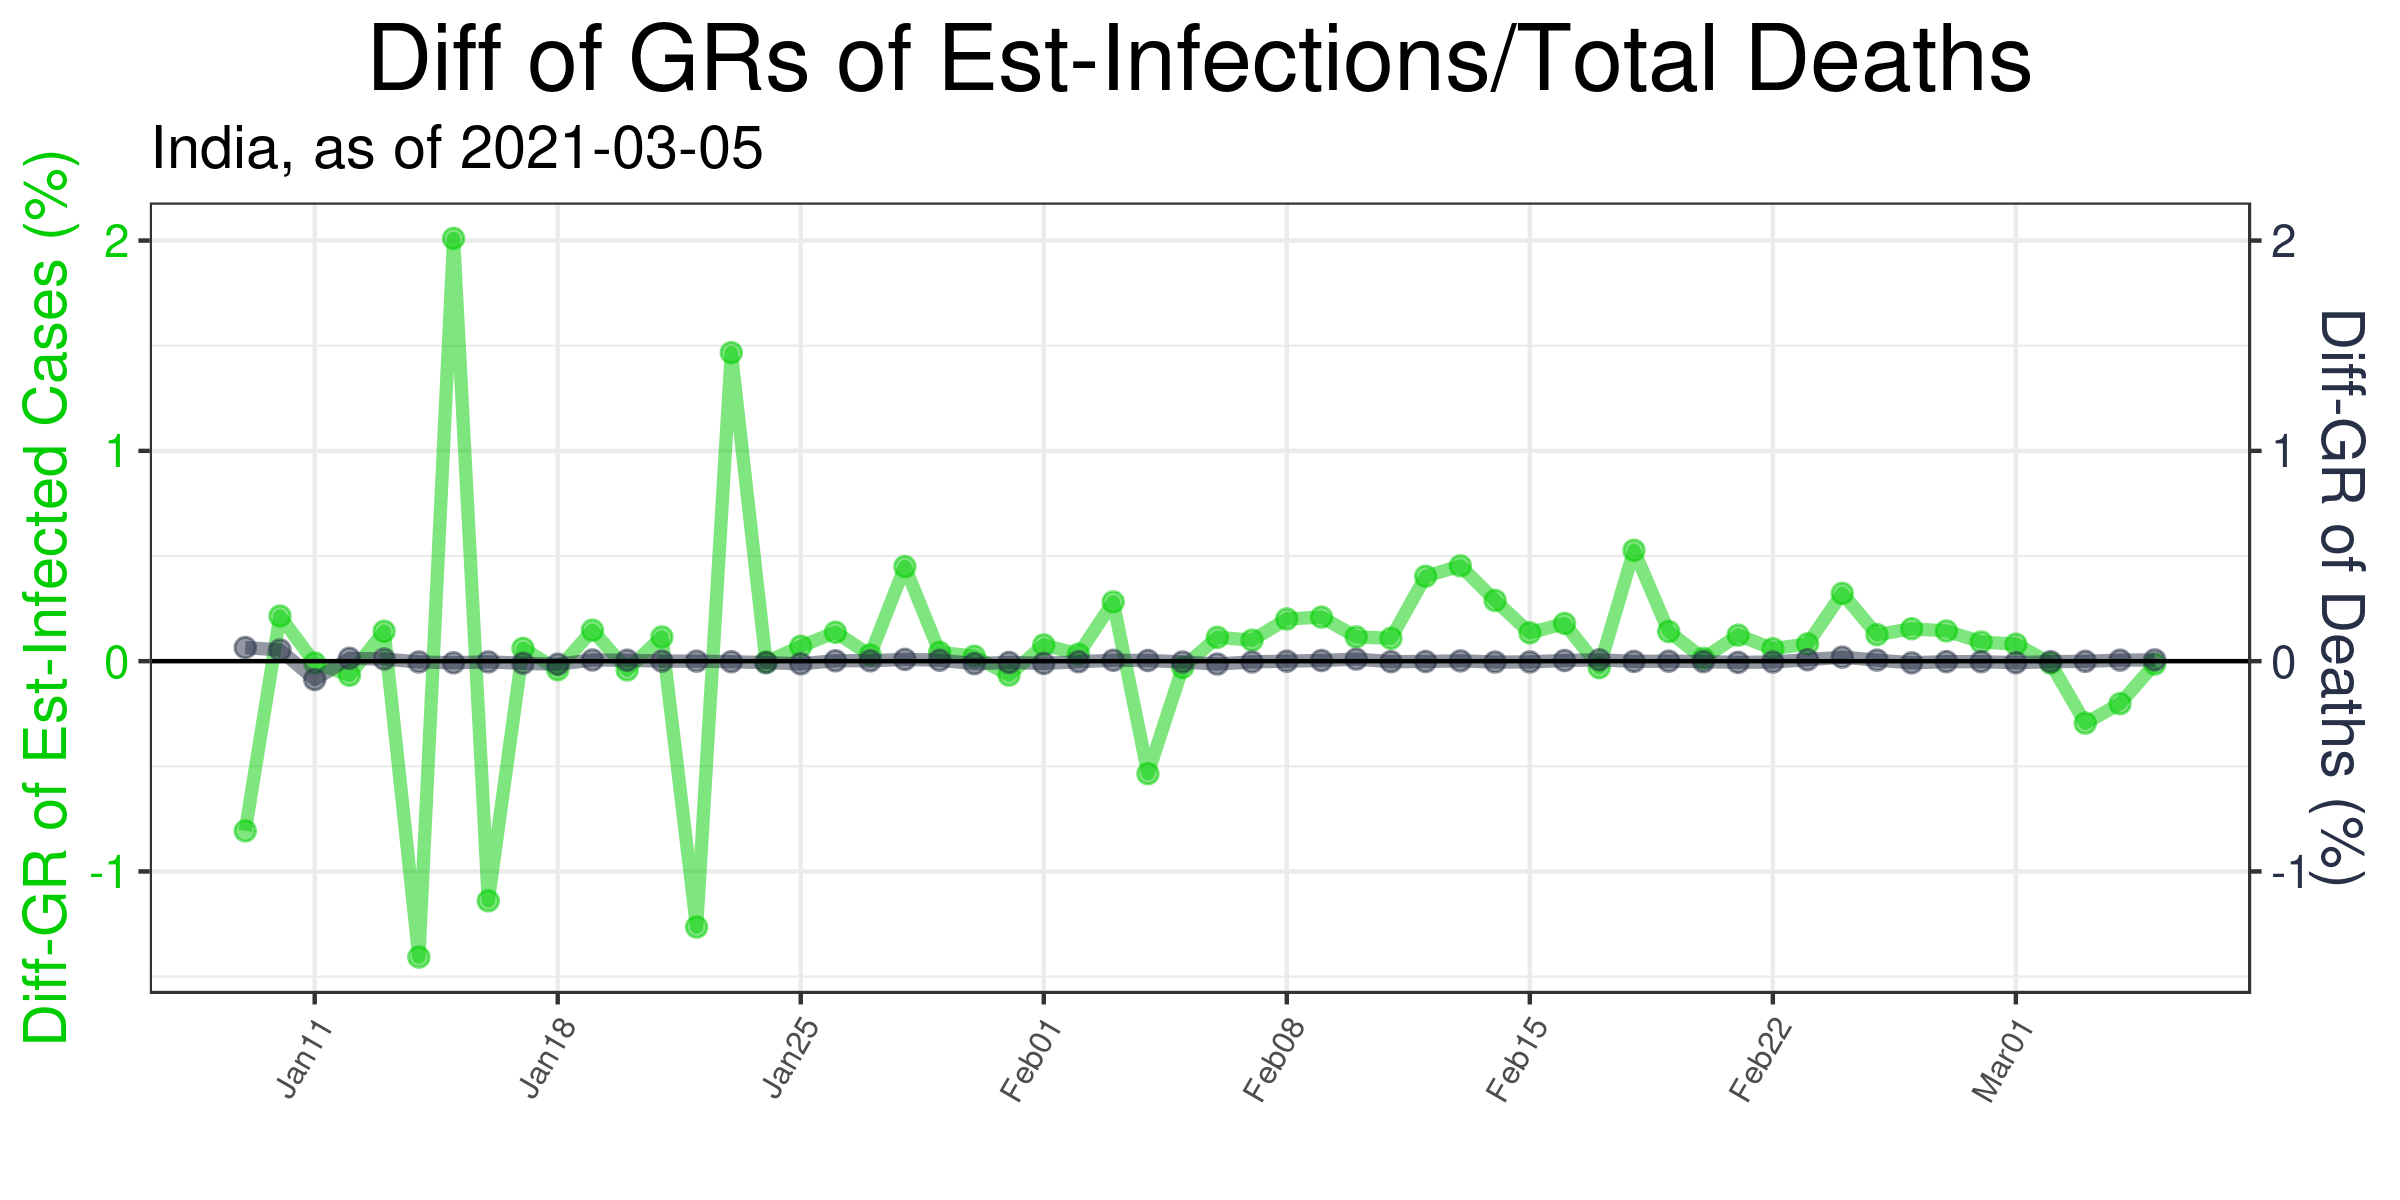 Diff of GRs of Est-Infections/Total Deaths
India, as of 2021-03-05
Diff-GR of Est-Infected Cases (%)
2
1
0
-1
2
1
0
-1
Diff-GR of Deaths (%)
Jan11
Jan18
Jan25
Feb01
Feb08
Feb15
Feb22
Mar01